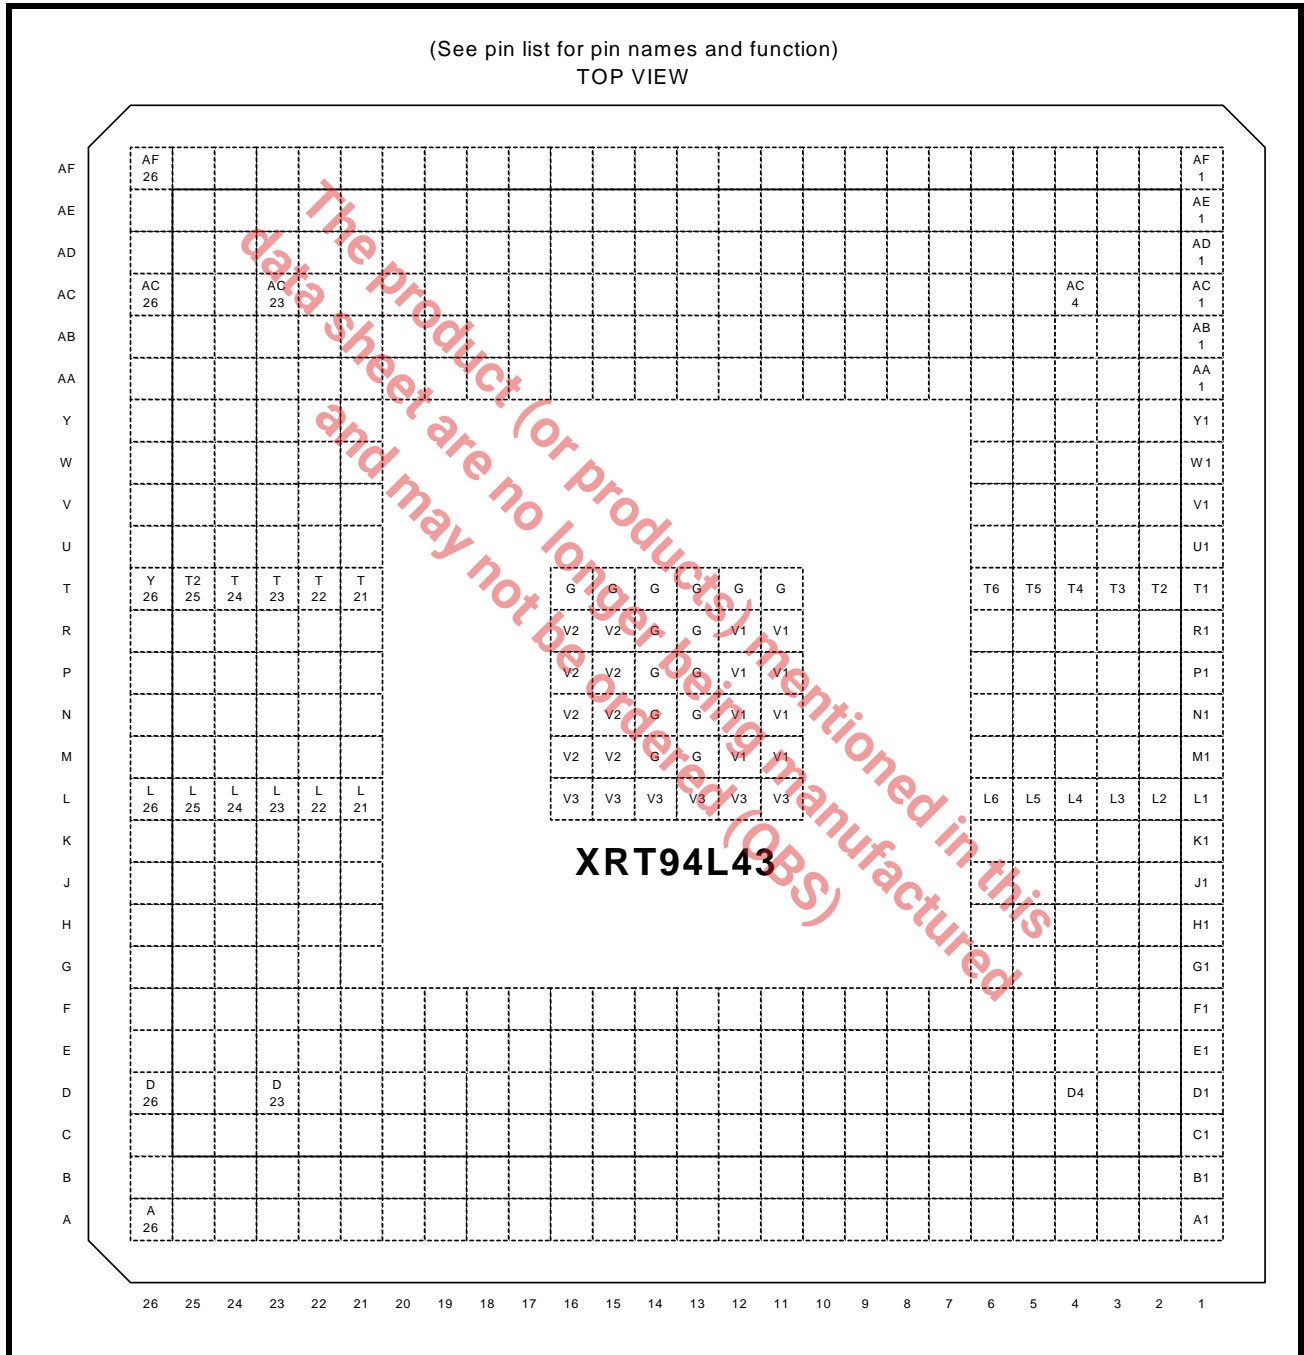 (See pin list for pin names and function)
TOP VIEW
AF AF 26 AF 1
AE AE 1
AD AD 1
AC AC 26 AC 23 AC 4 AC 1
AB AB 1
AA AA 1
Y Y1
W W1
V V1
U U1
T Y 26 T2 25 T 24 T 23 T 22 T 21 G G G G G G T6 T5 T4 T3 T2 T1
R V2 V2 G G V1 V1 R1
P V2 V2 G G V1 V1 P1
N V2 V2 G G V1 V1 N1
M V2 V2 G G V1 V1 M1
L L 26 L 25 L 24 L 23 L 22 L 21 V3 V3 V3 V3 V3 V3 L6 L5 L4 L3 L2 L1
K K1
XRT94L43
J J1
H H1
G G1
F F1
E E1
D D 26 D 23 D4 D1
C C1
B B1
A A 26 A1
26 25 24 23 22 21 20 19 18 17 16 15 14 13 12 11 10 9 8 7 6 5 4 3 2 1
The product (or products) mentioned in this
data sheet are no longer being manufactured
and may not be ordered (OBS)